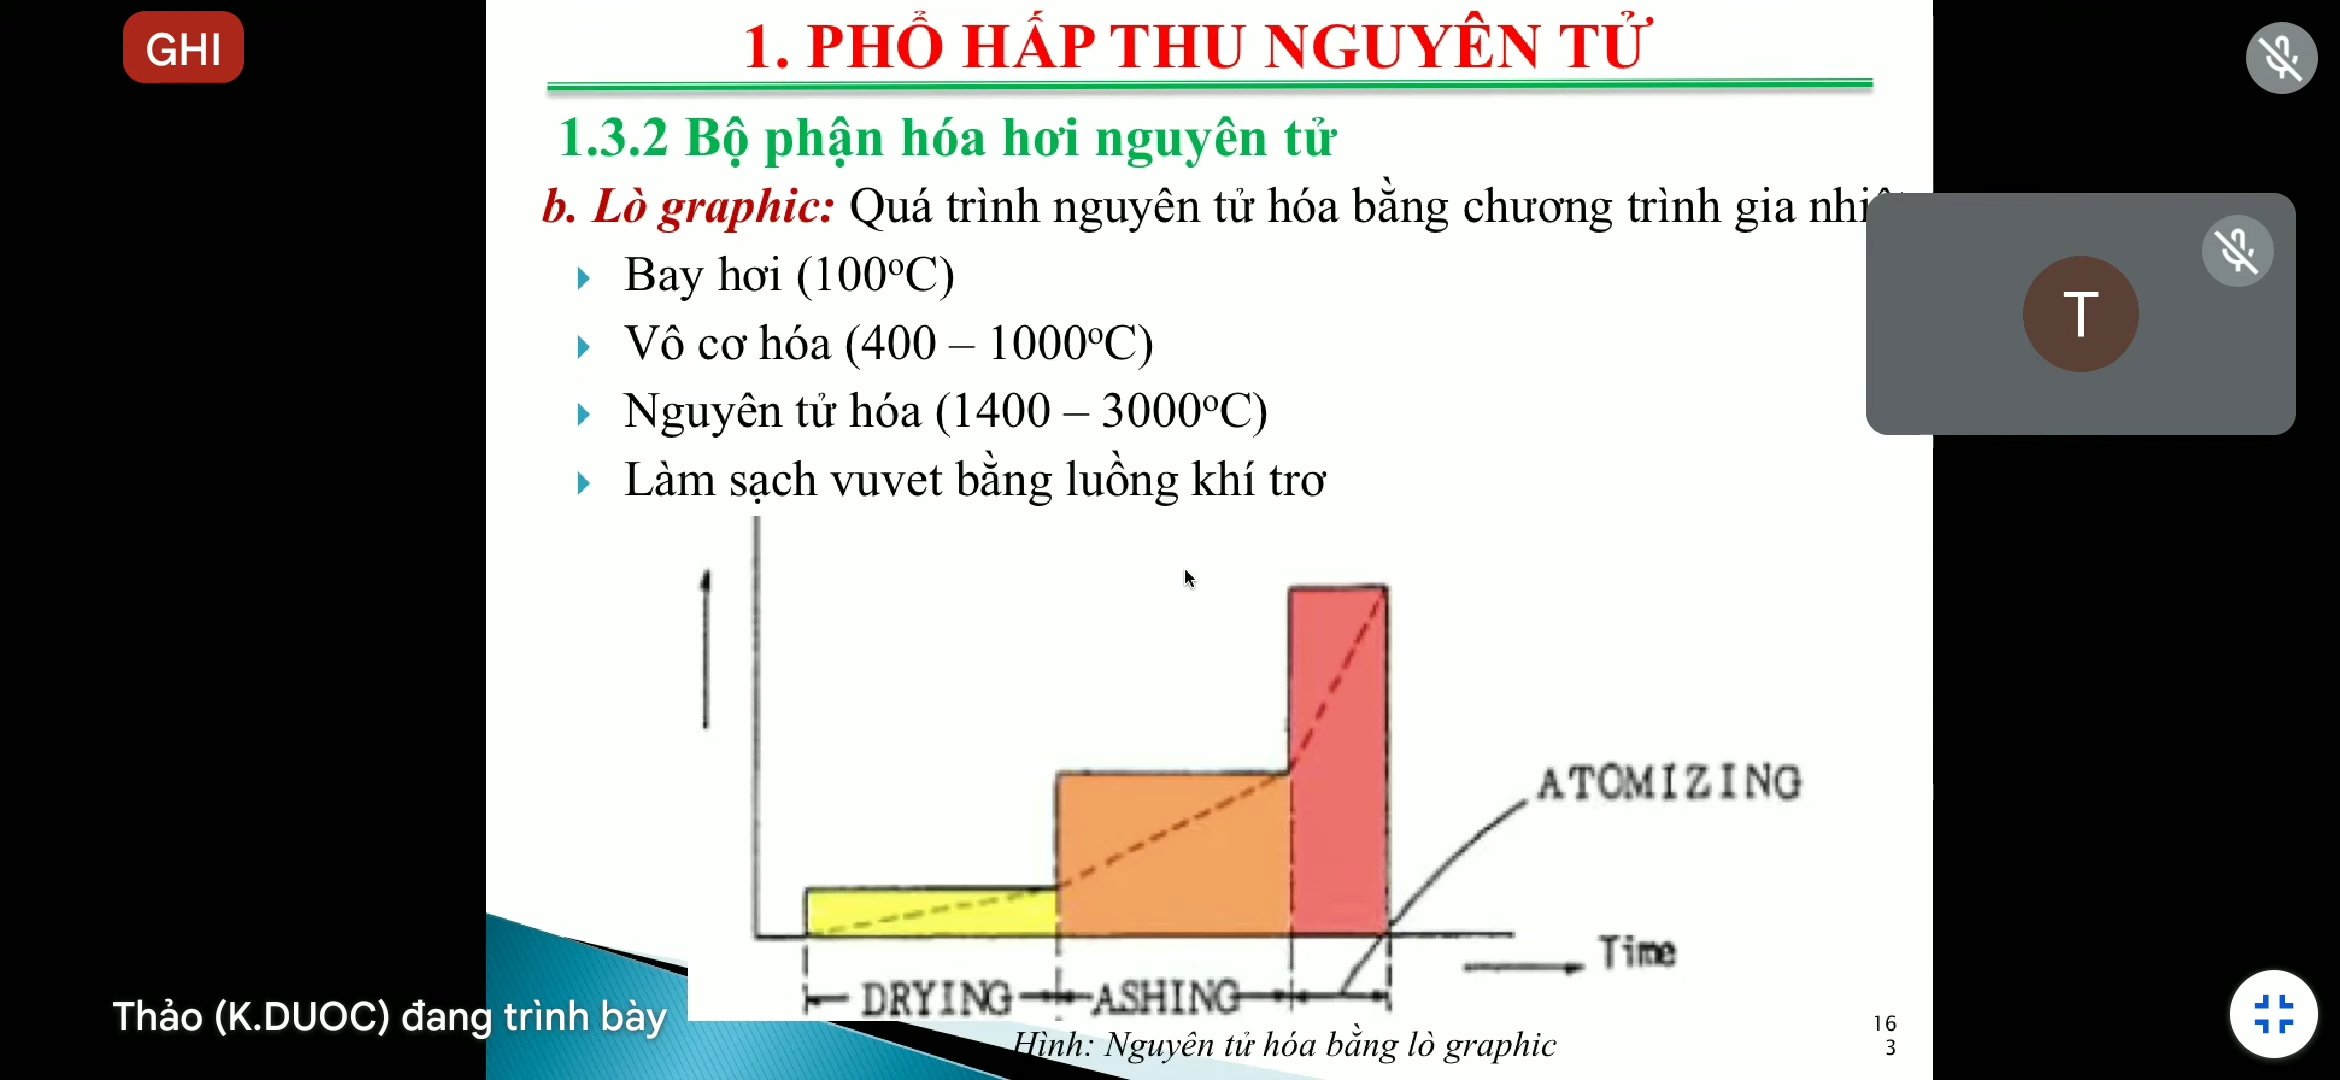 GHI
1. PHỔ HẤP THU NGUYÊN TỬ
1.3.2 Bộ phận hóa hơi nguyên tử
b. Lò graphic: Quá trình nguyên tử hóa bằng chương trình gia
Bay hơi (100ºC)
Vô cơ hóa (400 – 1000ºC)
Nguyên tử hóa (1400 – 3000ºC)
Làm sạch vuvet bằng luồng khí trơ
T
ATOMIZING
Time
DRYING
ASHING
Thảo (K.DUOC) đang trình bày
Hình: Nguyên tử hóa bằng lò graphic
16
3